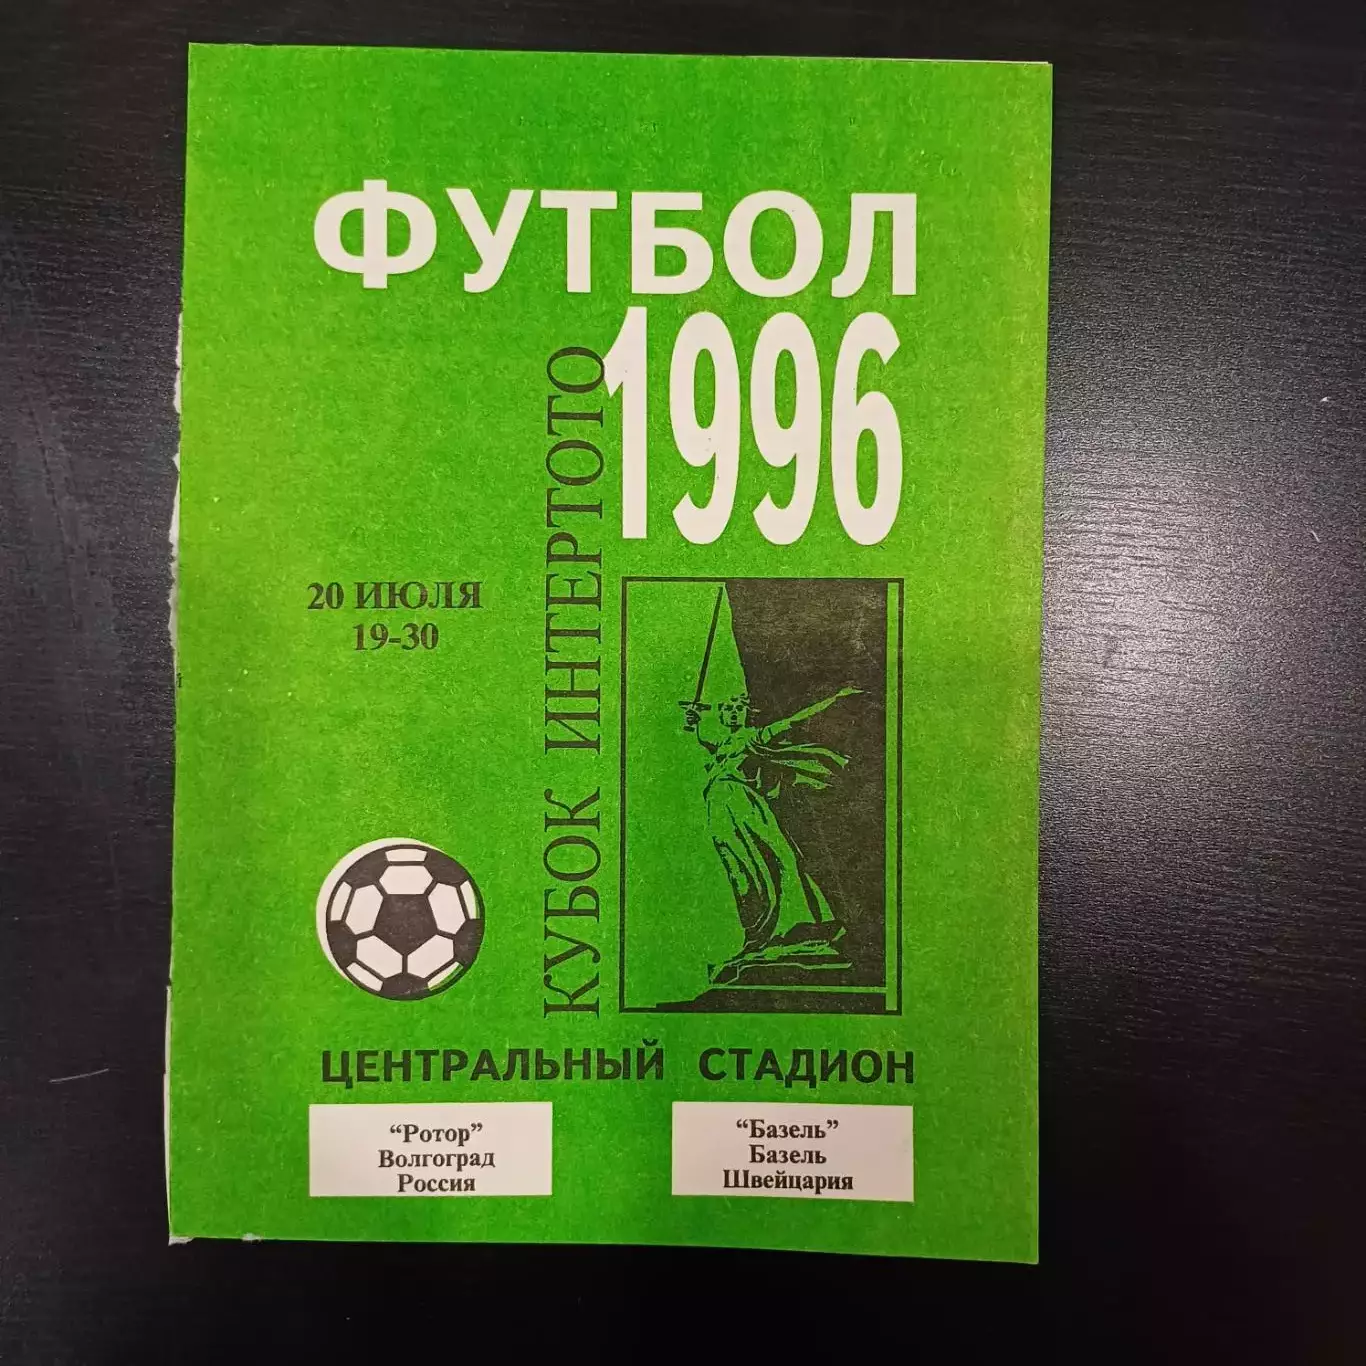 ФУТБОЛ
1996
КУБОК ИНТЕРТОТО
20 ИЮЛЯ
19-30
ЦЕНТРАЛЬНЫЙ СТАДИОН
“Ротор”
Волгоград
Россия
“Базель”
Базель
Швейцария